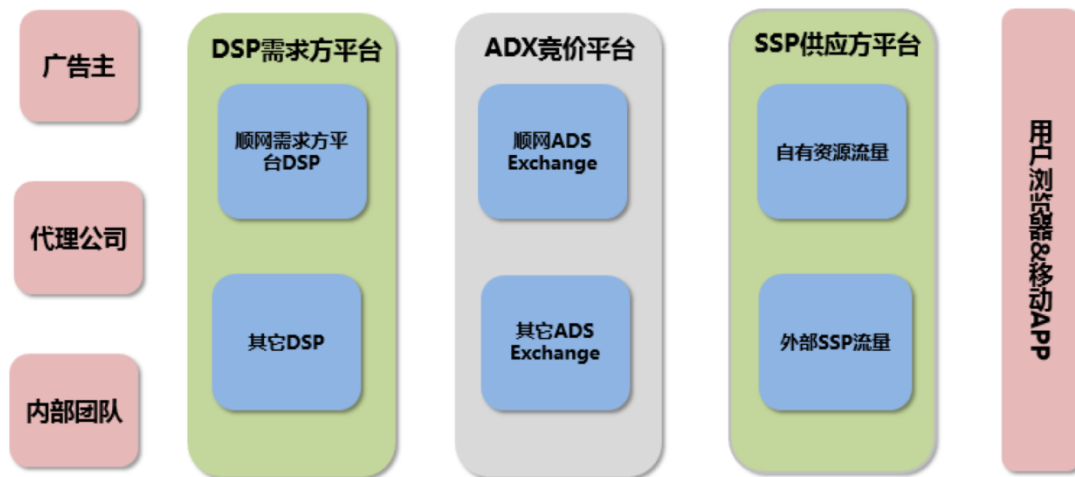 广告主
代理公司
内部团队
DSP需求方平台
顺网需求方平
台DSP
其它DSP
ADX竞价平台
顺网ADS
Exchange
其它ADS
Exchange
SSP供应方平台
自有资源流量
外部SSP流量
用户浏览器&移动APP